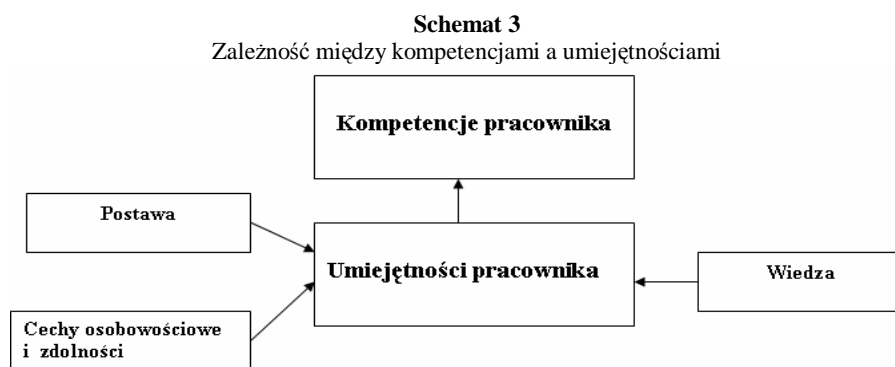 Schemat 3
Zależność między kompetencjami a umiejętnościami
Kompetencje pracownika
Postawa
Umiejętności pracownika
Wiedza
Cechy osobowościowe
i zdolności